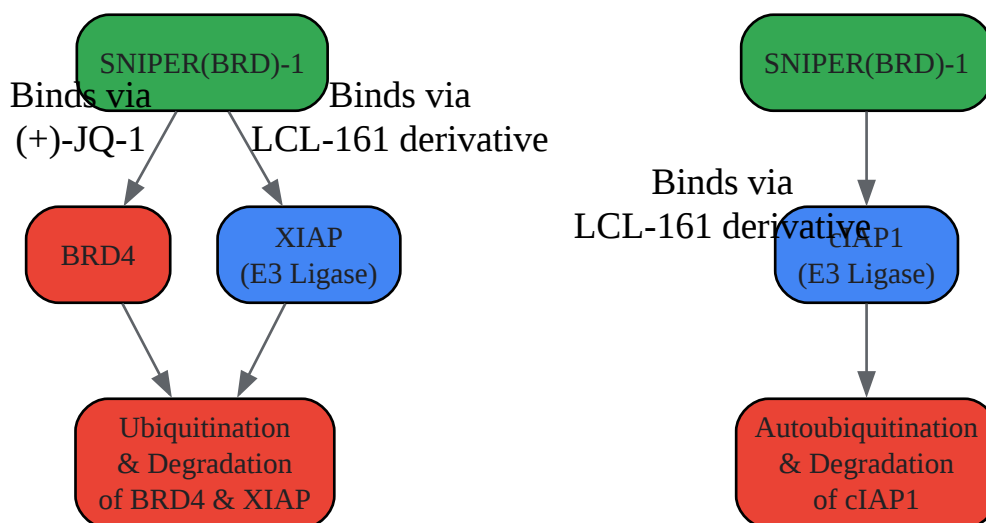 SNIPER(BRD)-1
Binds via
(+)-JQ-1
Binds via
LCL-161 derivative
BRD4
XIAP
(E3 Ligase)
Ubiquitination
& Degradation
of BRD4 & XIAP
SNIPER(BRD)-1
Binds via
LCL-161 derivative
cIAP1
(E3 Ligase)
Autoubiquitination
& Degradation
of cIAP1